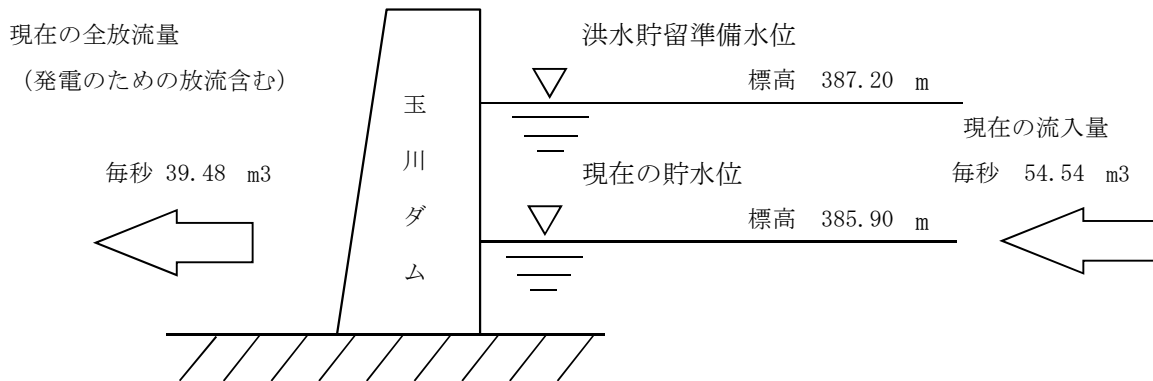 現在の全放流量
（発電のための放流含む）
毎秒 39.48 m3
玉川ダム
洪水貯留準備水位
標高 387.20 m
現在の貯水位
標高 385.90 m
現在の流入量
毎秒 54.54 m3